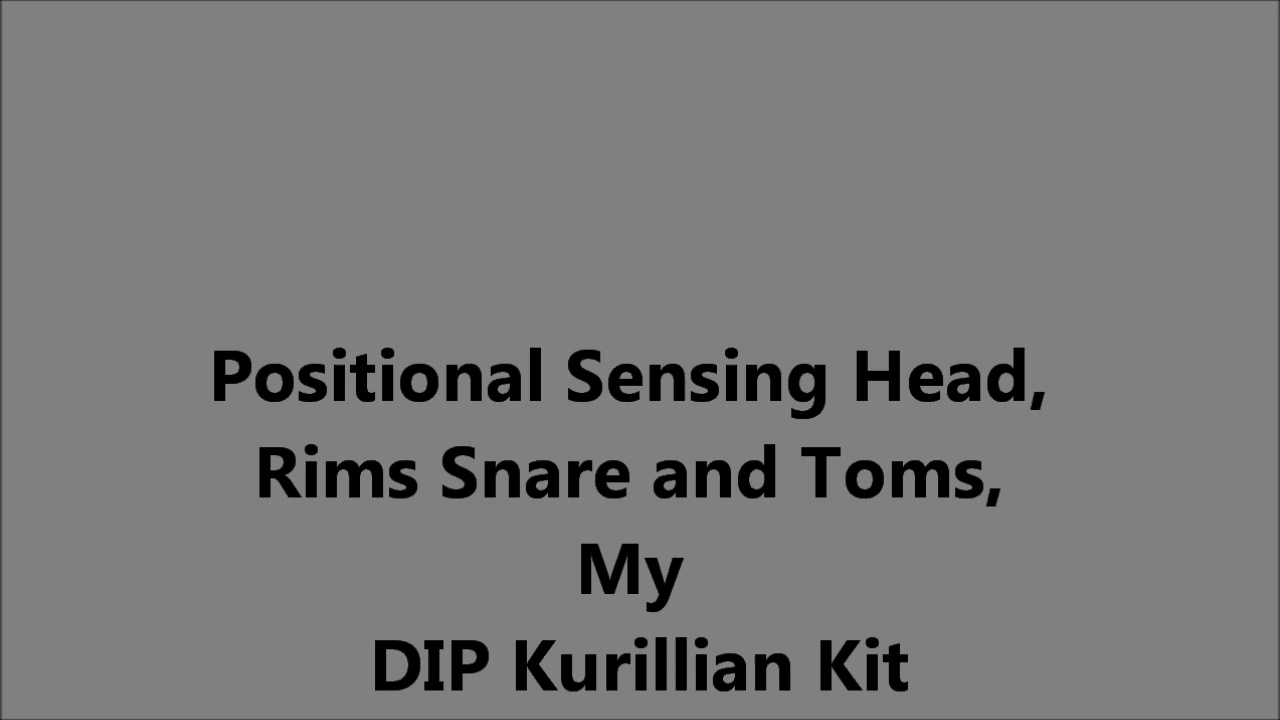 Positional Sensing Head,
Rims Snare and Toms,
My
DIP Kurillian Kit